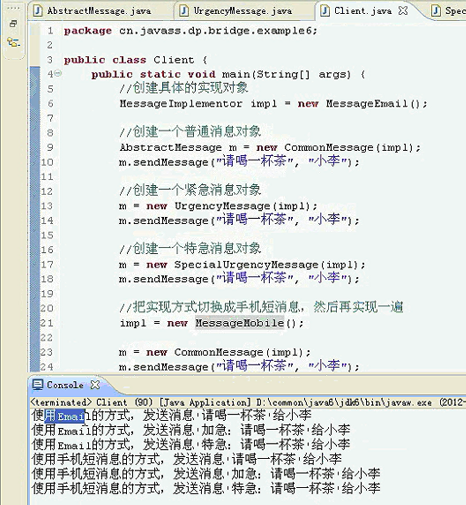 AbstractMessage.java
UrgencyMessage.java
Client.java
Spec
1 package cn.javass.dp.bridge.example6;
2
3 public class Client {
4 public static void main(String[] args) {
5 //创建具体的实现对象
6 MessageImplementor impl = new MessageEmail();
7
8 //创建一个普通消息对象
9 AbstractMessage m = new CommonMessage(impl);
10 m.sendMessage("请喝一杯茶", "小李");
11
12 //创建一个紧急消息对象
13 m = new UrgencyMessage(impl);
14 m.sendMessage("请喝一杯茶", "小李");
15
16 //创建一个特急消息对象
17 m = new SpecialUrgencyMessage(impl);
18 m.sendMessage("请喝一杯茶", "小李");
19
20 //把实现方式切换成手机短消息，然后再实现一遍
21 impl = new MessageMobile();
22
23 m = new CommonMessage(impl);
24 m.sendMessage("请喝一杯茶", "小李");
Console
<terminated> Client (90) [Java Application] D:\common\java6\jdk6\bin\javaw.exe (2012-
使用Email的方式，发送消息'请喝一杯茶'给小李
使用Email的方式，发送消息'加急：请喝一杯茶'给小李
使用Email的方式，发送消息'特急：请喝一杯茶'给小李
使用手机短消息的方式，发送消息'请喝一杯茶'给小李
使用手机短消息的方式，发送消息'加急：请喝一杯茶'给小李
使用手机短消息的方式，发送消息'特急：请喝一杯茶'给小李